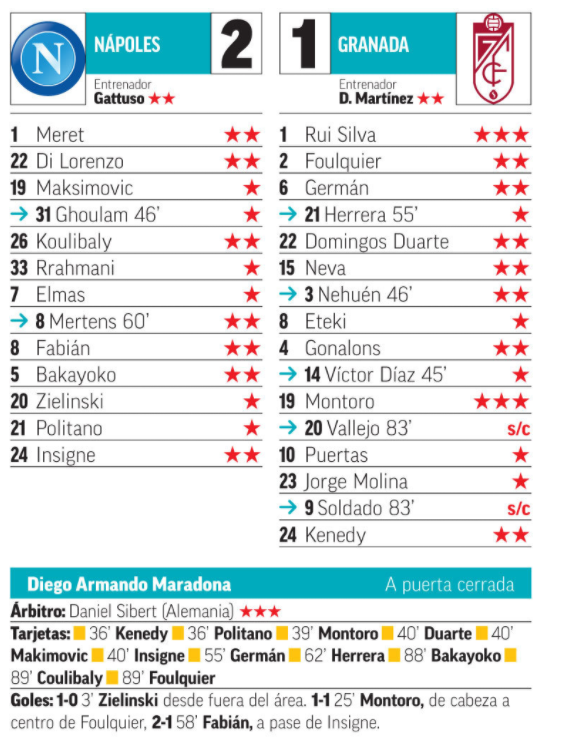 NÁPOLES 2
Entrenador
Gattuso ★★
1 Meret ★★
22 Di Lorenzo ★★
19 Maksimovic ★
→ 31 Ghoulam 46’ ★
26 Koulibaly ★★
33 Rrahmani ★
7 Elmas ★
→ 8 Mertens 60’ ★★
8 Fabián ★★
5 Bakayoko ★★
20 Zielinski ★
21 Politano ★
24 Insigne ★★
1 GRANADA
Entrenador
D. Martínez ★★
1 Rui Silva ★★★
2 Foulquier ★★
6 Germán ★★
→ 21 Herrera 55’ ★
22 Domingos Duarte ★★
15 Neva ★★
→ 3 Nehuén 46’ ★★
8 Eteki ★
4 Gonalons ★★
→ 14 Víctor Díaz 45’ ★
19 Montoro ★★★
→ 20 Vallejo 83’ s/c
10 Puertas ★
23 Jorge Molina ★
→ 9 Soldado 83’ s/c
24 Kenedy ★★
Diego Armando Maradona A puerta cerrada
Árbitro: Daniel Sibert (Alemania) ★★★
Tarjetas: 36’ Kenedy 36’ Politano 39’ Montoro 40’ Duarte 40’
Makimovic 40’ Insigne 55’ Germán 62’ Herrera 88’ Bakayoko
89’ Coulibaly 89’ Foulquier
Goles: 1-0 3’ Zielinski desde fuera del área. 1-1 25’ Montoro, de cabeza a
centro de Foulquier, 2-1 58’ Fabián, a pase de Insigne.